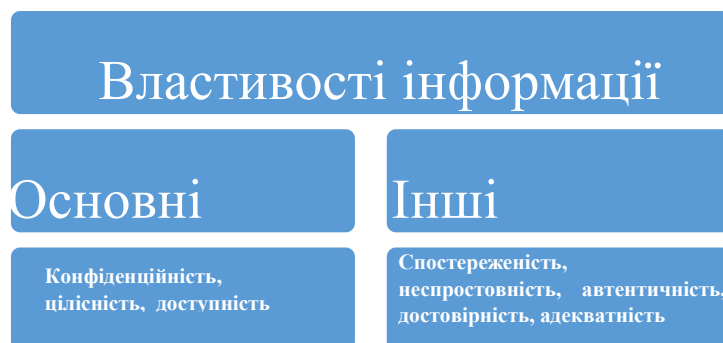 Властивості інформації
Основні
Інші
Конфіденційність,
цілісність, доступність
Спостереженість,
неспростовність, автентичність,
достовірність, адекватність